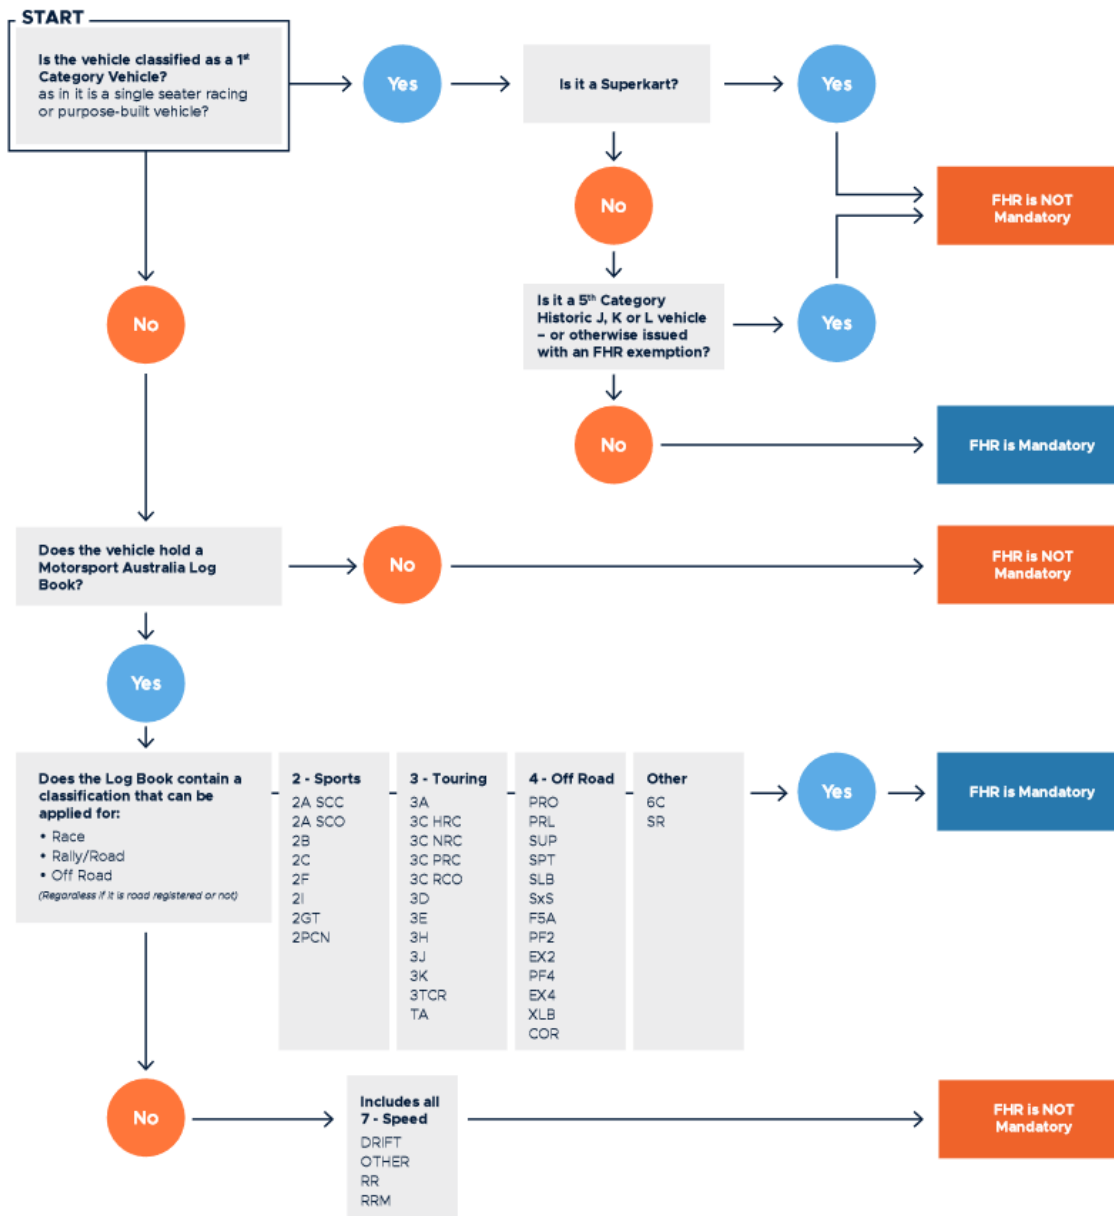 START
Is the vehicle classified as a 1st
Category Vehicle?
as in it is a single seater racing
or purpose-built vehicle?
Yes
Is it a Superkart?
Yes
No
FHR is NOT
Mandatory
No
Is it a 5th Category
Historic J, K or L vehicle
– or otherwise issued
with an FHR exemption?
Yes
No
FHR is Mandatory
Does the vehicle hold a
Motorsport Australia Log
Book?
No
FHR is NOT
Mandatory
Yes
Does the Log Book contain a
classification that can be
applied for:
• Race
• Rally/Road
• Off Road
(Regardless if it is road registered or not)
2 - Sports
2A SCC
2A SCO
2B
2C
2F
2I
2GT
2PCN
3 - Touring
3A
3C HRC
3C NRC
3C PRC
3C RCO
3D
3E
3H
3J
3K
3TCR
TA
4 - Off Road
PRO
PRL
SUP
SPT
SLB
SxS
F5A
PF2
EX2
PF4
EX4
XLB
COR
Other
6C
SR
Yes
FHR is Mandatory
No
Includes all
7 - Speed
DRIFT
OTHER
RR
RRM
FHR is NOT
Mandatory